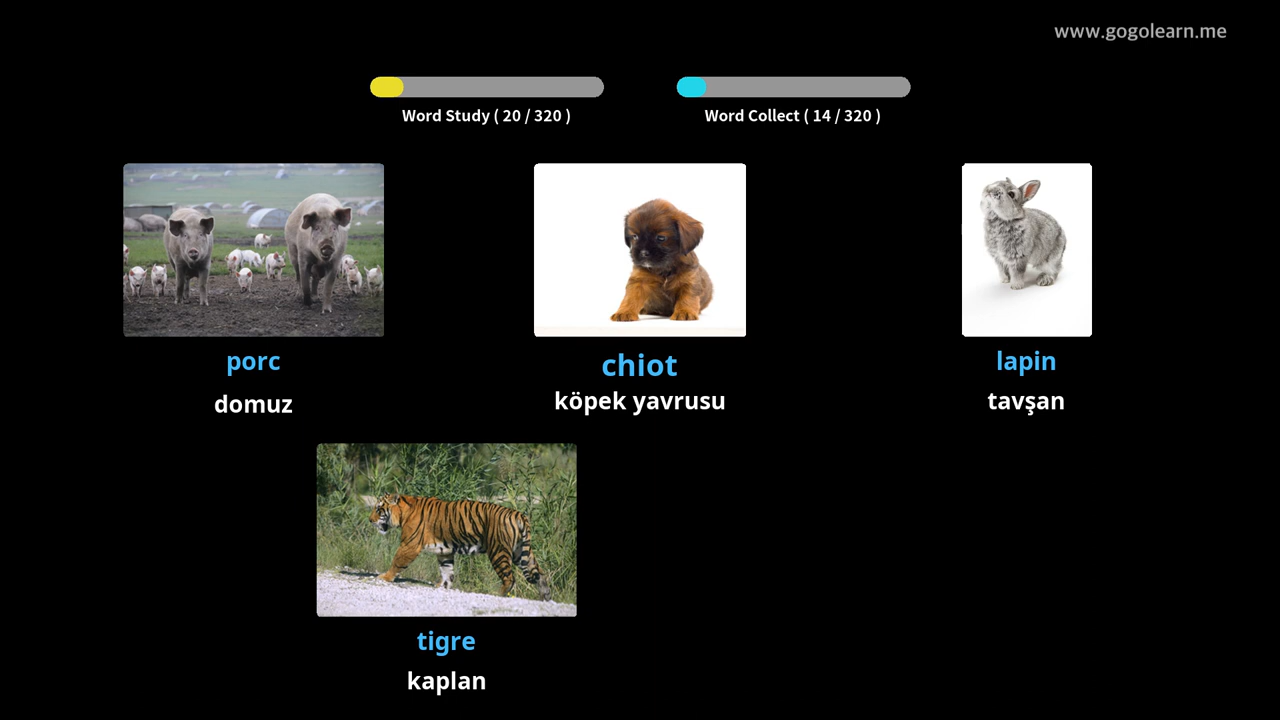 www.gogolearn.me
Word Study ( 20 / 320 )
Word Collect ( 14 / 320 )
porc
domuz
chiot
köpek yavrusu
lapin
tavşan
tigre
kaplan